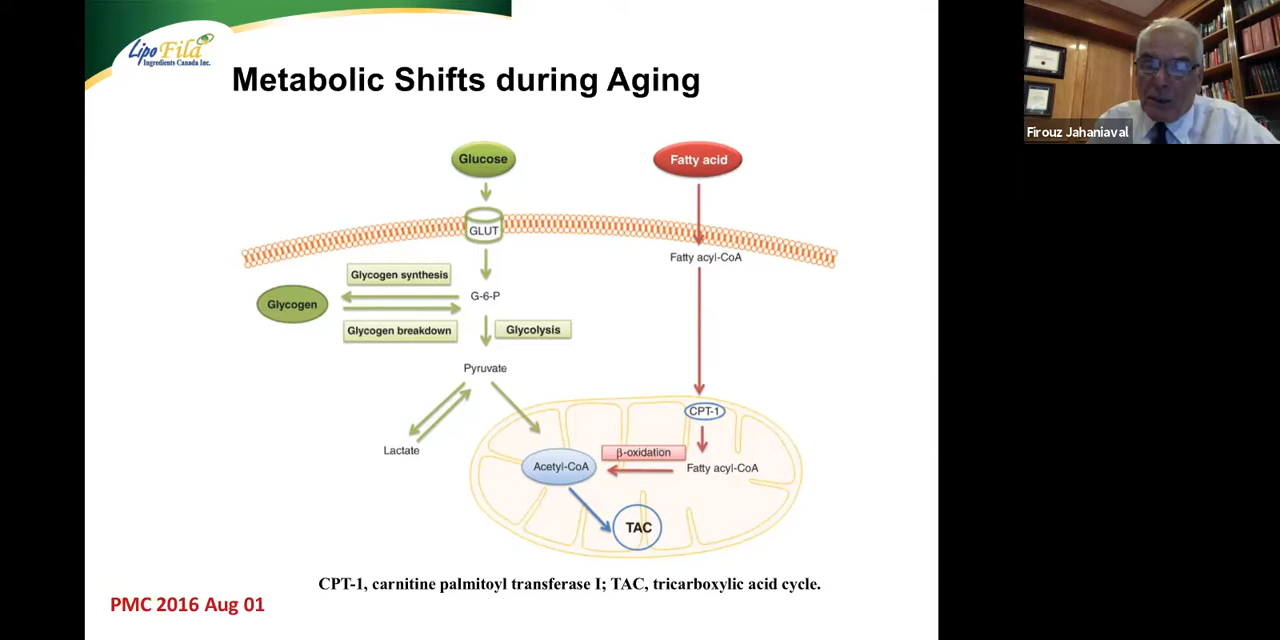 Lipo Fila
Ingredients Canada Inc.
Metabolic Shifts during Aging
Firouz Jahaniaval
Glucose
Fatty acid
GLUT
Fatty acyl-CoA
Glycogen synthesis
G-6-P
Glycogen
Glycogen breakdown
Glycolysis
Pyruvate
CPT-1
Lactate
β-oxidation
Acetyl-CoA
Fatty acyl-CoA
TAC
CPT-1, carnitine palmitoyl transferase I; TAC, tricarboxylic acid cycle.
PMC 2016 Aug 01